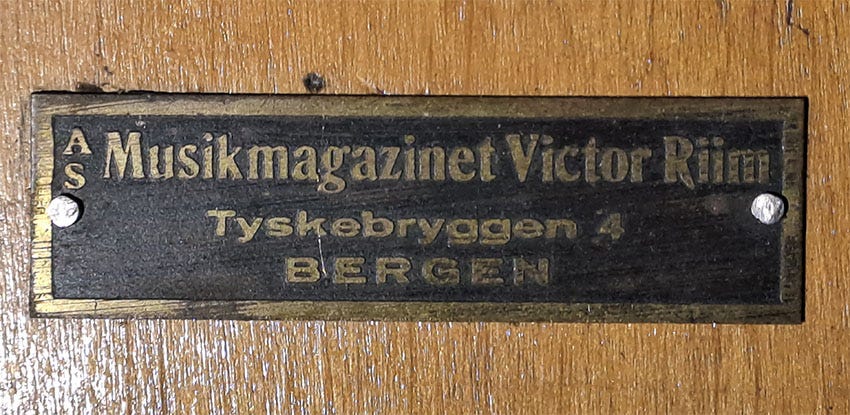 AS Musikmagazinet Victor Riim
Tyskebryggen 4
BERGEN